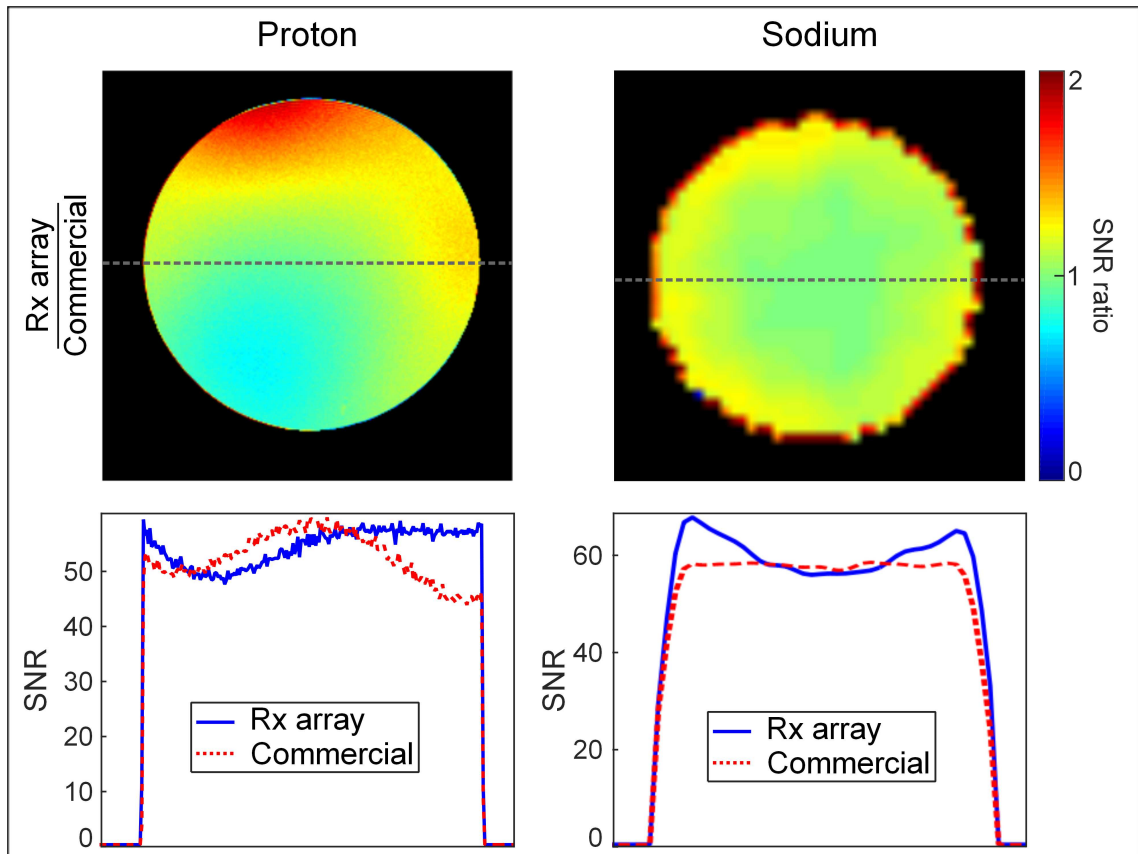 Proton
Sodium
Rx array
Commercial
2
1
0
SNR ratio
50
40
30
20
10
0
SNR
Rx array
Commercial
60
40
20
0
SNR
Rx array
Commercial